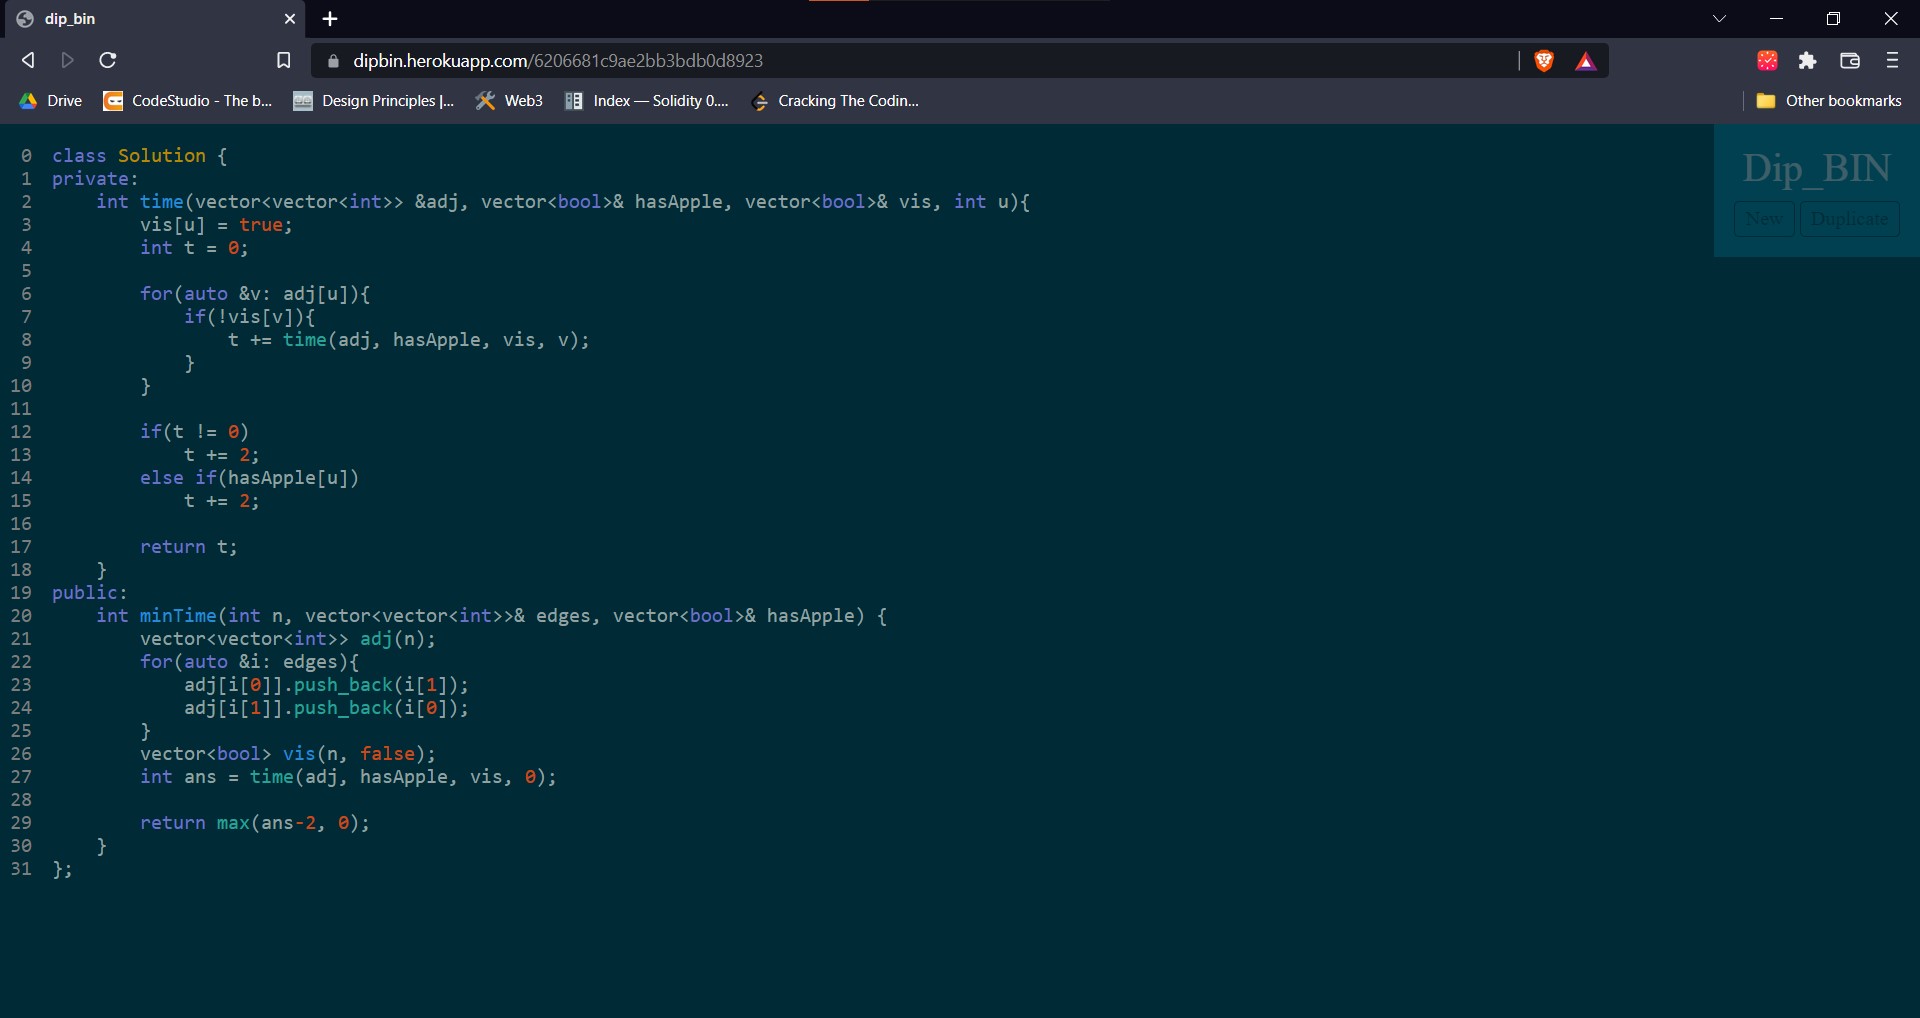 dip_bin
dipbin.herokuapp.com/6206681c9ae2bb3bdb0d8923
Drive CodeStudio - The b... Design Principles |... Web3 Index — Solidity 0.... Cracking The Codin... Other bookmarks
Dip_BIN
New Duplicate
0 class Solution {
1 private:
2     int time(vector<vector<int>> &adj, vector<bool>& hasApple, vector<bool>& vis, int u){
3         vis[u] = true;
4         int t = 0;
5
6         for(auto &v: adj[u]){
7             if(!vis[v]){
8                 t += time(adj, hasApple, vis, v);
9             }
10         }
11
12         if(t != 0)
13             t += 2;
14         else if(hasApple[u])
15             t += 2;
16
17         return t;
18     }
19 public:
20     int minTime(int n, vector<vector<int>>& edges, vector<bool>& hasApple) {
21         vector<vector<int>> adj(n);
22         for(auto &i: edges){
23             adj[i[0]].push_back(i[1]);
24             adj[i[1]].push_back(i[0]);
25         }
26         vector<bool> vis(n, false);
27         int ans = time(adj, hasApple, vis, 0);
28
29         return max(ans-2, 0);
30     }
31 };